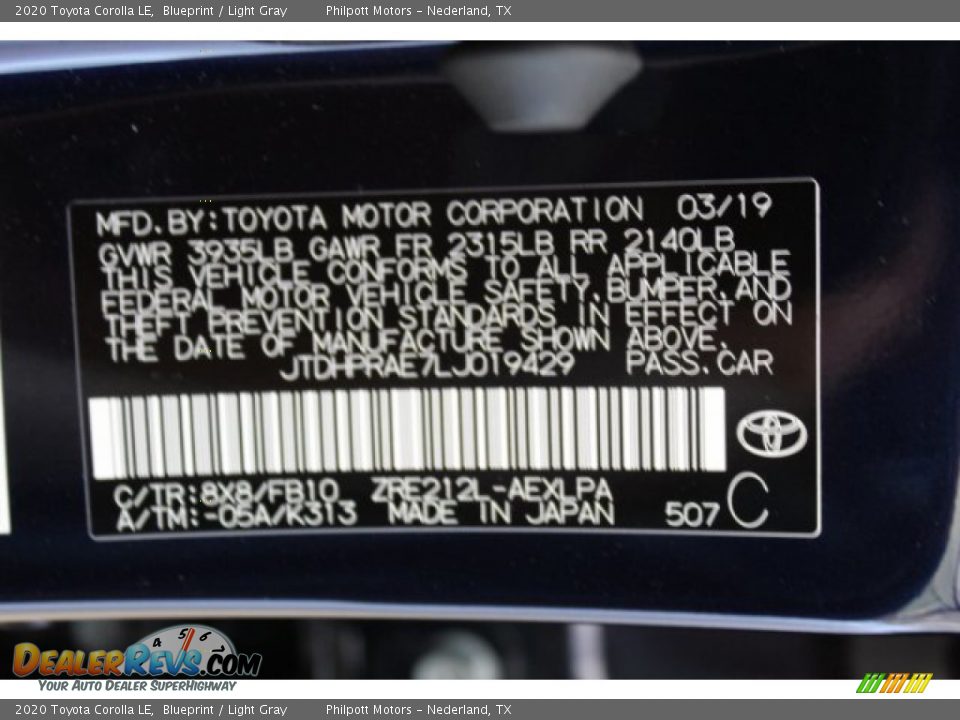 2020 Toyota Corolla LE, Blueprint / Light Gray Philpott Motors - Nederland, TX
MFD.BY:TOYOTA MOTOR CORPORATION 03/19
GVWR 3935LB GAWR FR 2315LB RR 2140LB
THIS VEHICLE CONFORMS TO ALL APPLICABLE
FEDERAL MOTOR VEHICLE SAFETY,BUMPER,AND
THEFT PREVENTION STANDARDS IN EFFECT ON
THE DATE OF MANUFACTURE SHOWN ABOVE.
JTDHPRAE7LJ019429 PASS.CAR
C/TR:8X8/FB10 ZRE212L-AEXLPA
A/TM:-05A/K313 MADE IN JAPAN 507 C
4 5 6 7
DEALERREVS.COM
YOUR AUTO DEALER SUPERHIGHWAY
2020 Toyota Corolla LE, Blueprint / Light Gray Philpott Motors - Nederland, TX